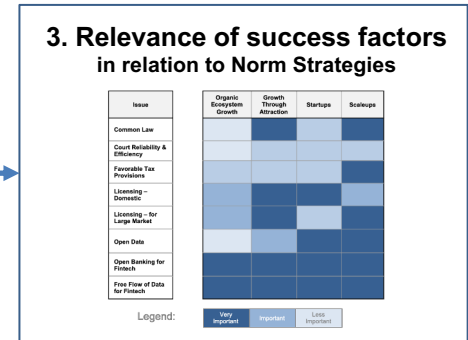 3. Relevance of success factors
in relation to Norm Strategies
Issue
Organic
Ecosystem
Growth
Growth
Through
Attraction
Startups
Scaleups
Common Law
Court Reliability &
Efficiency
Favorable Tax
Provisions
Licensing –
Domestic
Licensing – for
Large Market
Open Data
Open Banking for
Fintech
Free Flow of Data
for Fintech
Legend:
Very
Important
Important
Less
Important